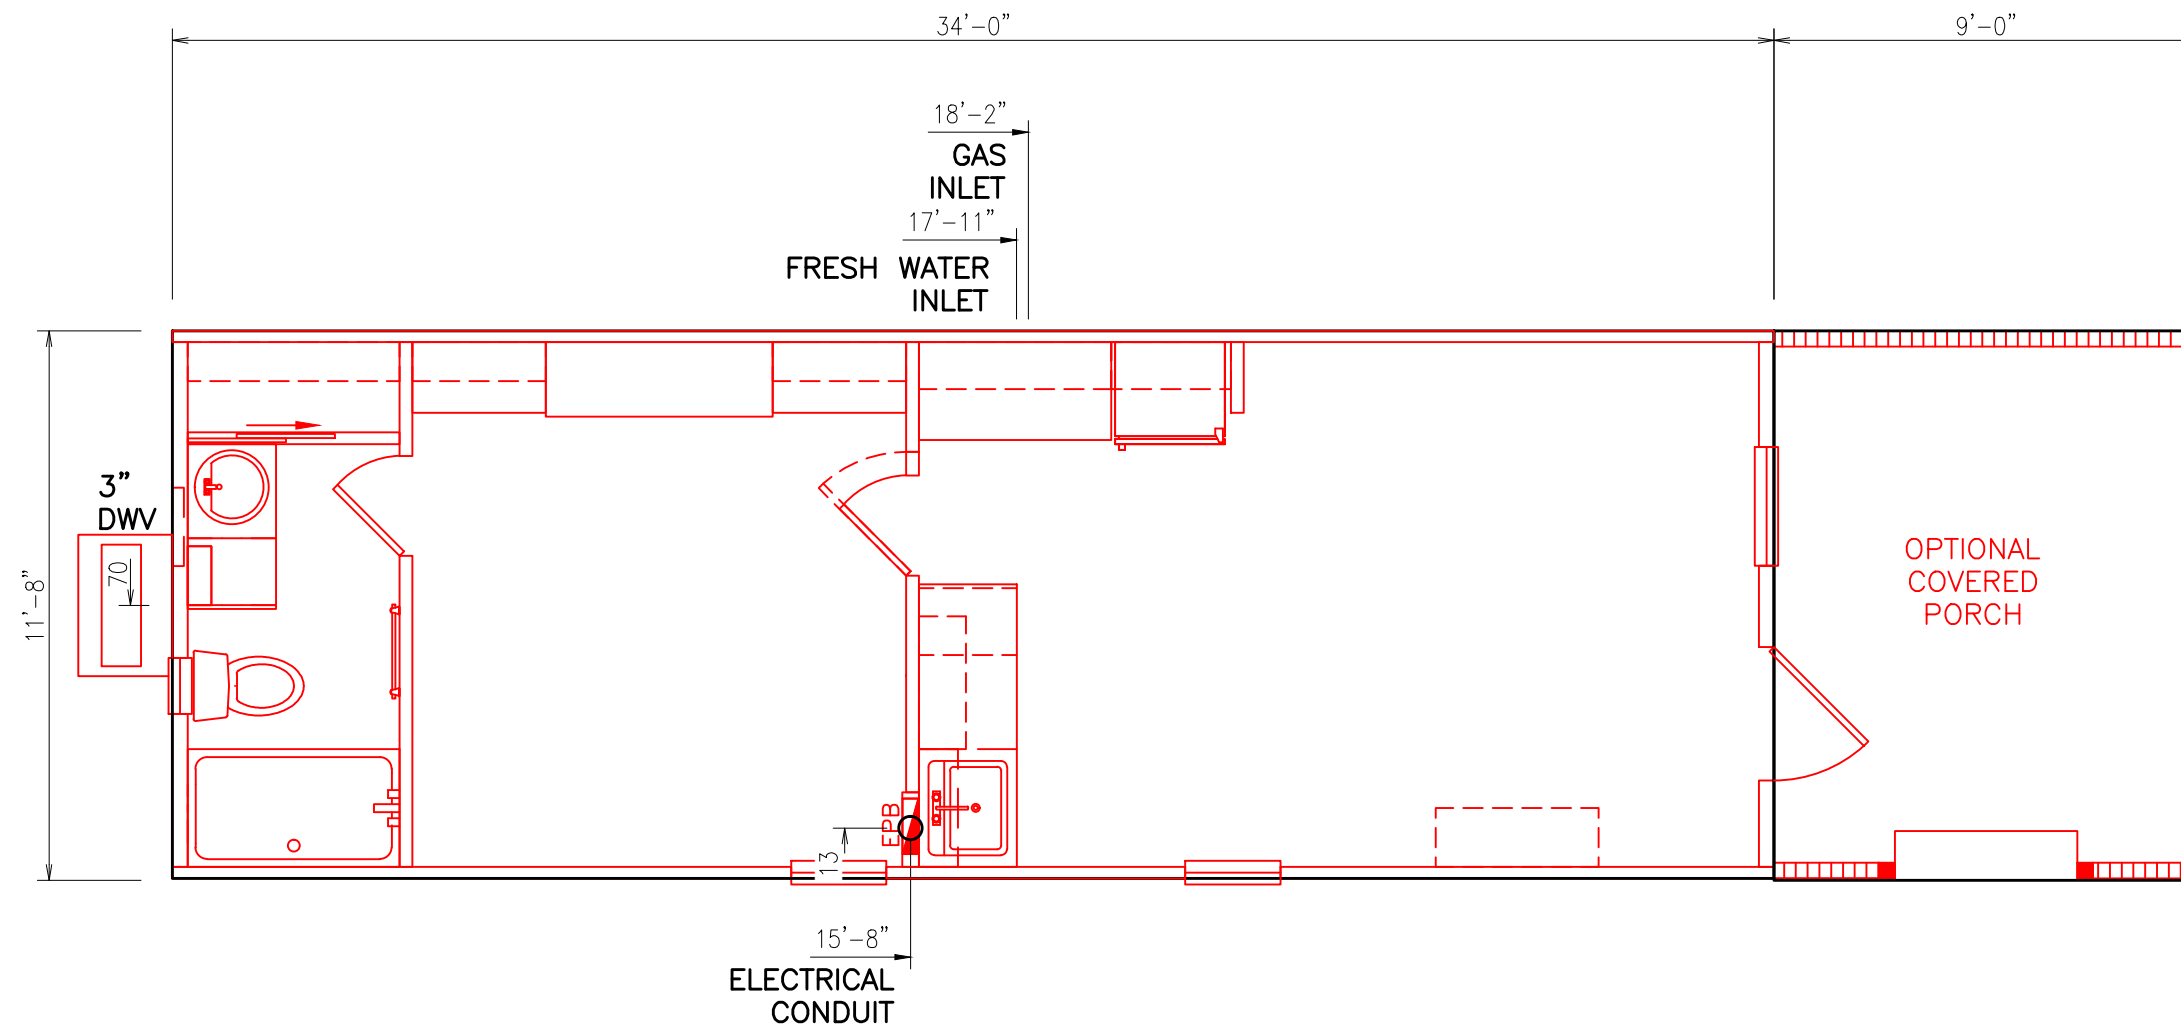 34'-0"
9'-0"
18'-2"
GAS
INLET
17'-11"
FRESH WATER
INLET
3"
DWV
70
11'-8"
OPTIONAL
COVERED
PORCH
EPB
13
15'-8"
ELECTRICAL
CONDUIT